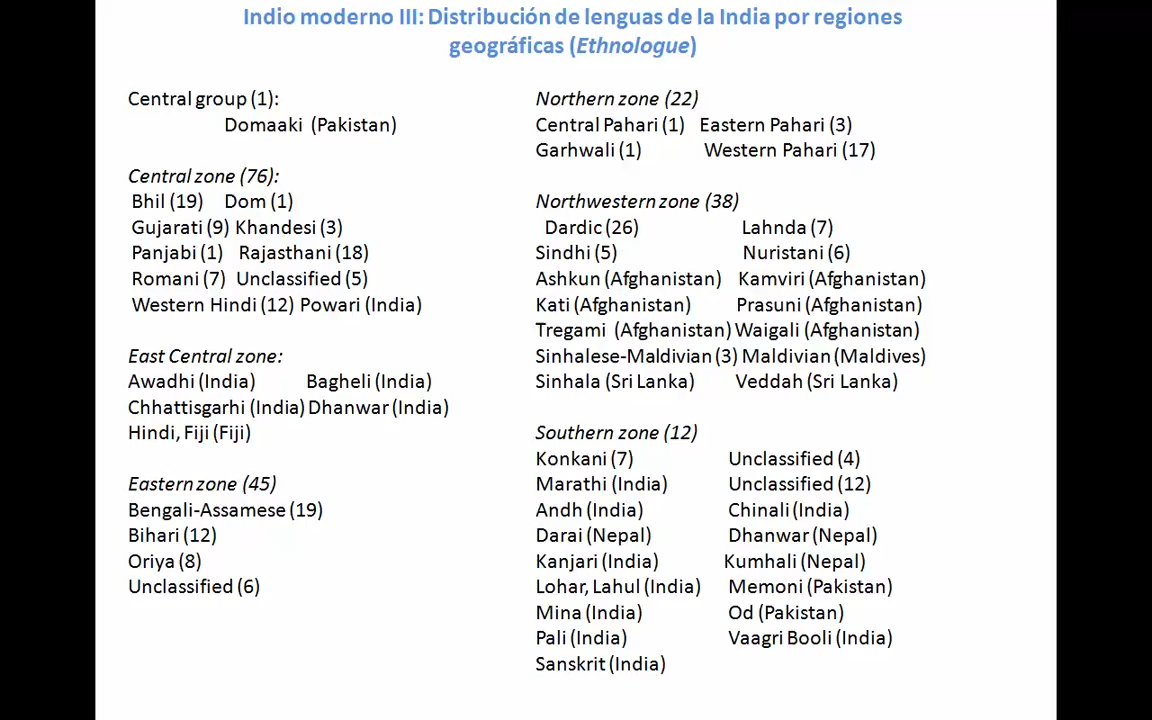 Indio moderno III: Distribución de lenguas de la India por regiones
geográficas (Ethnologue)
Central group (1):
Domaaki (Pakistan)
Central zone (76):
Bhil (19) Dom (1)
Gujarati (9) Khandesi (3)
Panjabi (1) Rajasthani (18)
Romani (7) Unclassified (5)
Western Hindi (12) Powari (India)
East Central zone:
Awadhi (India) Bagheli (India)
Chhattisgarhi (India) Dhanwar (India)
Hindi, Fiji (Fiji)
Eastern zone (45)
Bengali-Assamese (19)
Bihari (12)
Oriya (8)
Unclassified (6)
Northern zone (22)
Central Pahari (1) Eastern Pahari (3)
Garhwali (1) Western Pahari (17)
Northwestern zone (38)
Dardic (26) Lahnda (7)
Sindhi (5) Nuristani (6)
Ashkun (Afghanistan) Kamviri (Afghanistan)
Kati (Afghanistan) Prasuni (Afghanistan)
Tregami (Afghanistan) Waigali (Afghanistan)
Sinhalese-Maldivian (3) Maldivian (Maldives)
Sinhala (Sri Lanka) Veddah (Sri Lanka)
Southern zone (12)
Konkani (7) Unclassified (4)
Marathi (India) Unclassified (12)
Andh (India) Chinali (India)
Darai (Nepal) Dhanwar (Nepal)
Kanjari (India) Kumhali (Nepal)
Lohar, Lahul (India) Memoni (Pakistan)
Mina (India) Od (Pakistan)
Pali (India) Vaagri Booli (India)
Sanskrit (India)